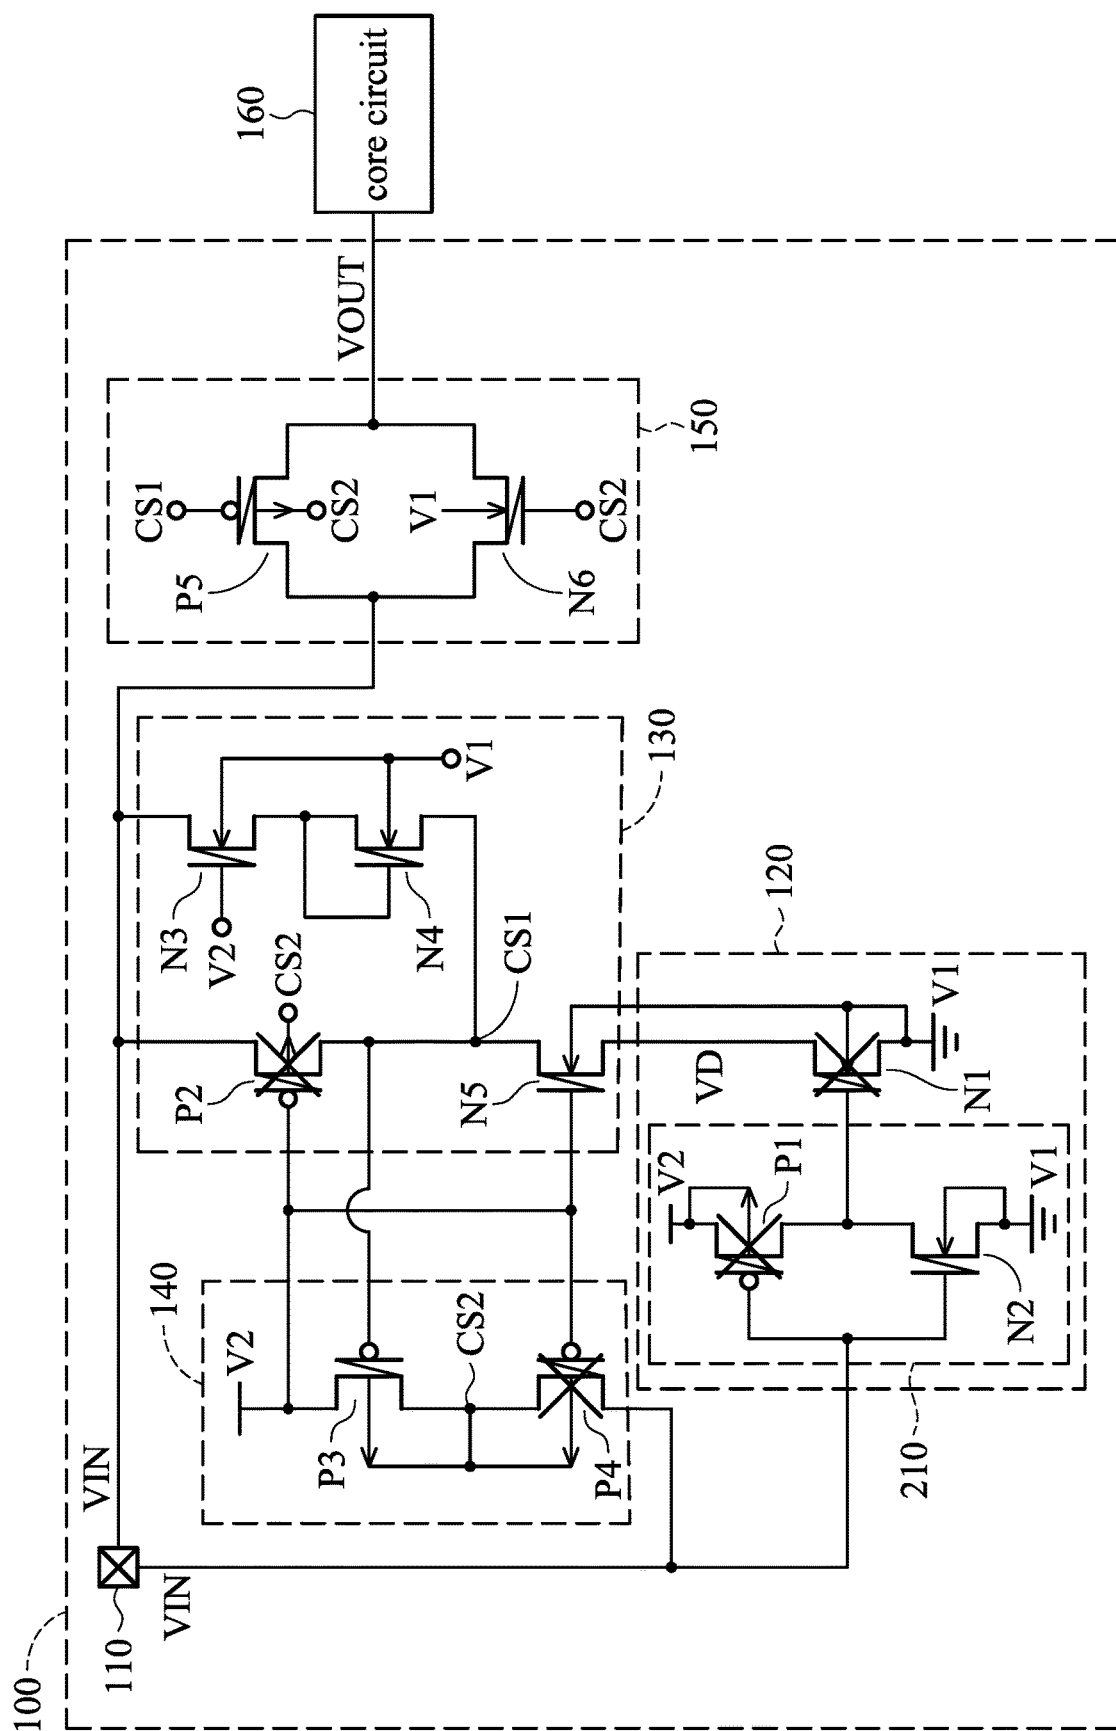 100
110
VIN
VIN
140
V2
P3
CS2
P4
P2
CS2
N3
V2
N4
CS1
N5
V1
130
120
VD
V2
P1
N1
V1
N2
V1
210
CS1
P5
CS2
V1
N6
CS2
150
VOUT
160
core circuit